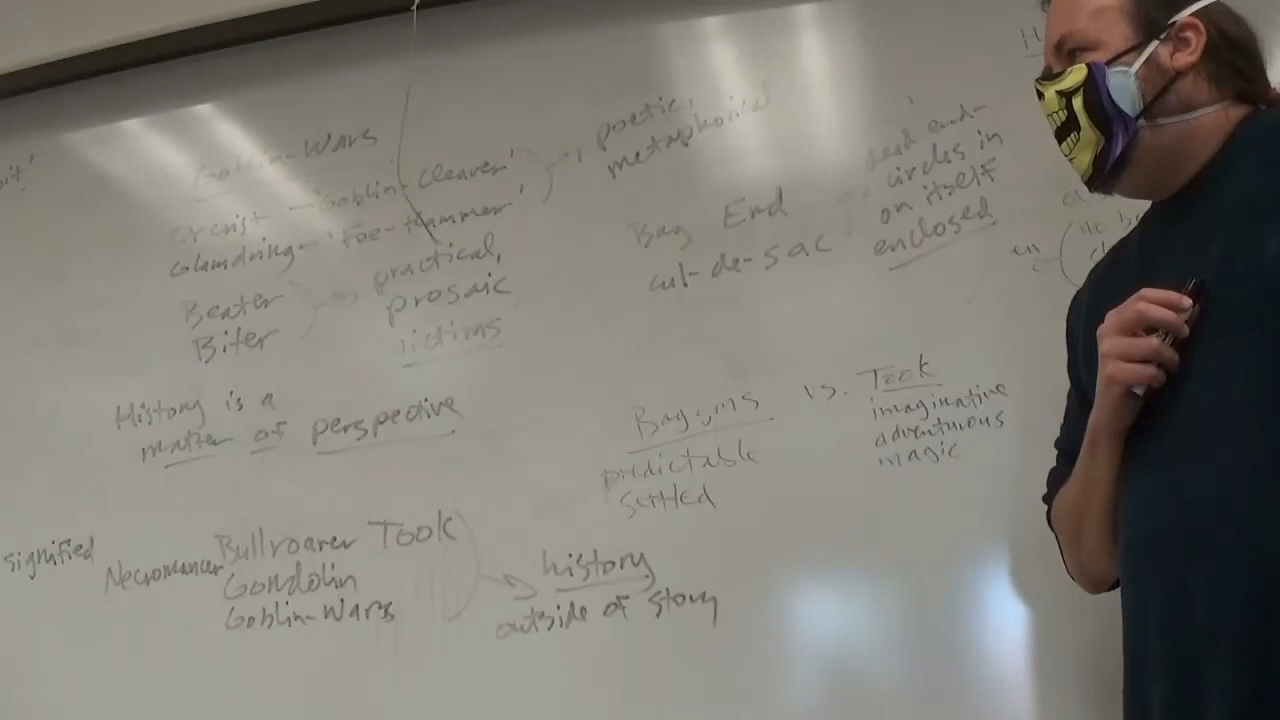 Goblin-Wars
Orcrist - 'Goblin-cleaver'
Glamdring - 'Foe-Hammer'
poetic,
metaphorical
Beater
Biter
practical,
prosaic
victims
Bag End
cul-de-sac
'dead end-
circles in
on itself
enclosed
History is a
matter of perspective
Baggins vs. Took
predictable
settled
imaginative
adventurous
magic
signified
Necromancer
Bullroarer Took
Gondolin
Goblin-Wars
history
outside of story